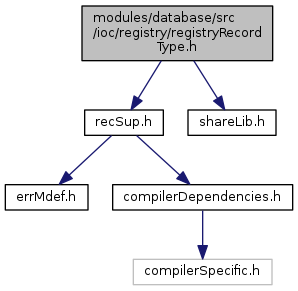 modules/database/src
/ioc/registry/registryRecord
Type.h
recSup.h
shareLib.h
errMdef.h
compilerDependencies.h
compilerSpecific.h